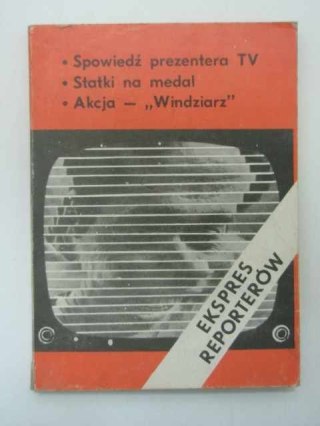 • Spowiedź prezentera TV
• Statki na medal
• Akcja — „Windziarz”
EKSPRES
REPORTERÓW